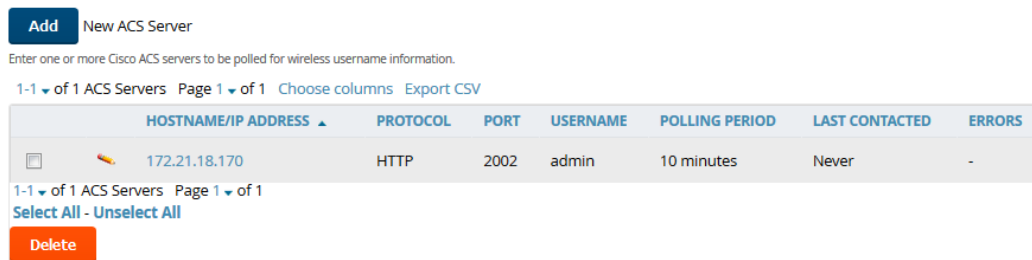 Add New ACS Server
Enter one or more Cisco ACS servers to be polled for wireless username information.
1-1 of 1 ACS Servers Page 1 of 1 Choose columns Export CSV
HOSTNAME/IP ADDRESS PROTOCOL PORT USERNAME POLLING PERIOD LAST CONTACTED ERRORS
172.21.18.170 HTTP 2002 admin 10 minutes Never -
1-1 of 1 ACS Servers Page 1 of 1
Select All - Unselect All
Delete